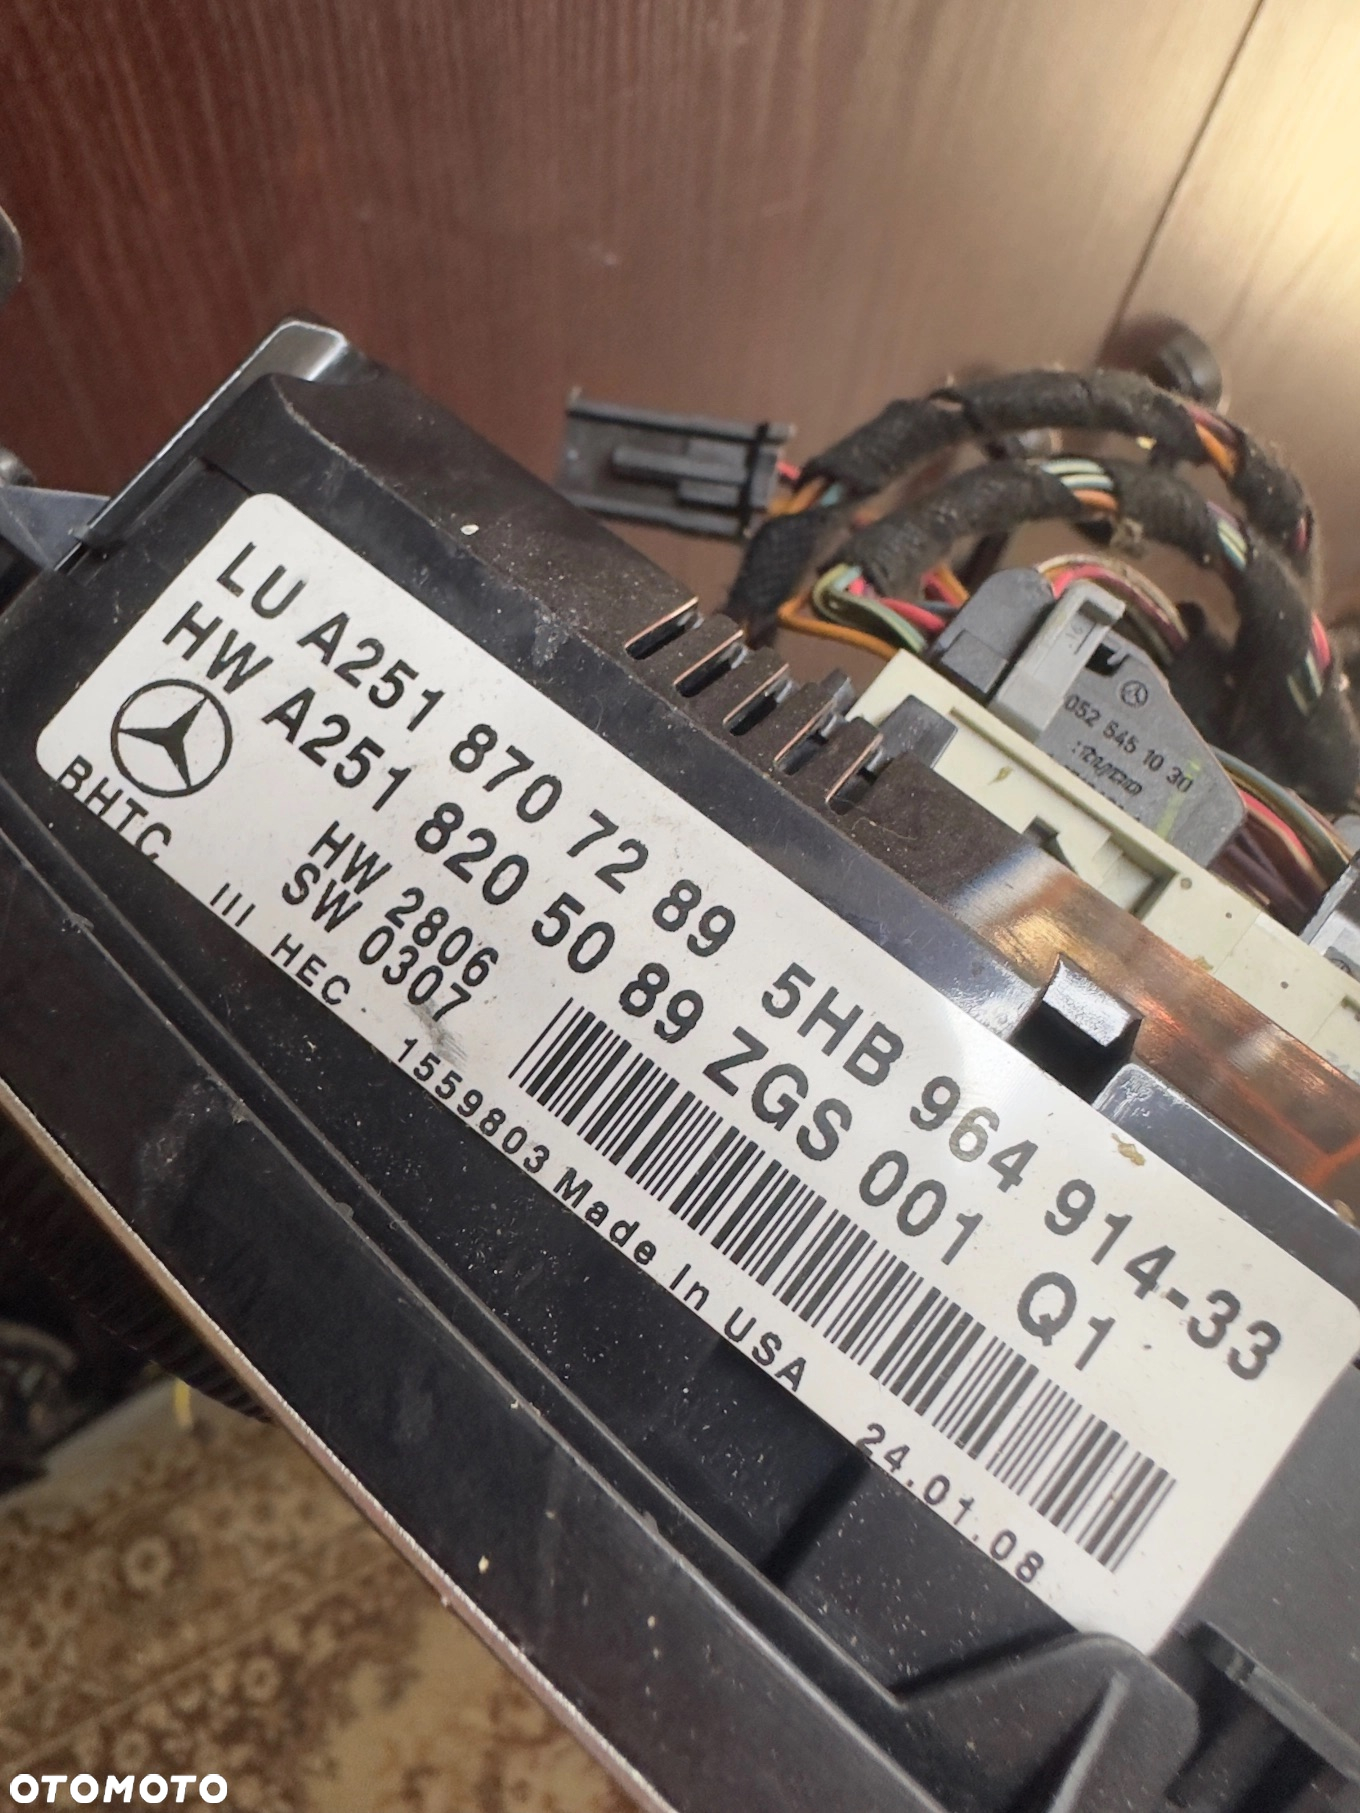 LU A251 870 72 89 5HB 964 914-33
HW A251 820 50 89 ZGS 001 Q1
HW 2806
SW 0307
BHTC III HEC 1559803 Made In USA 24.01.08
052 545 10 30
OTOMOTO